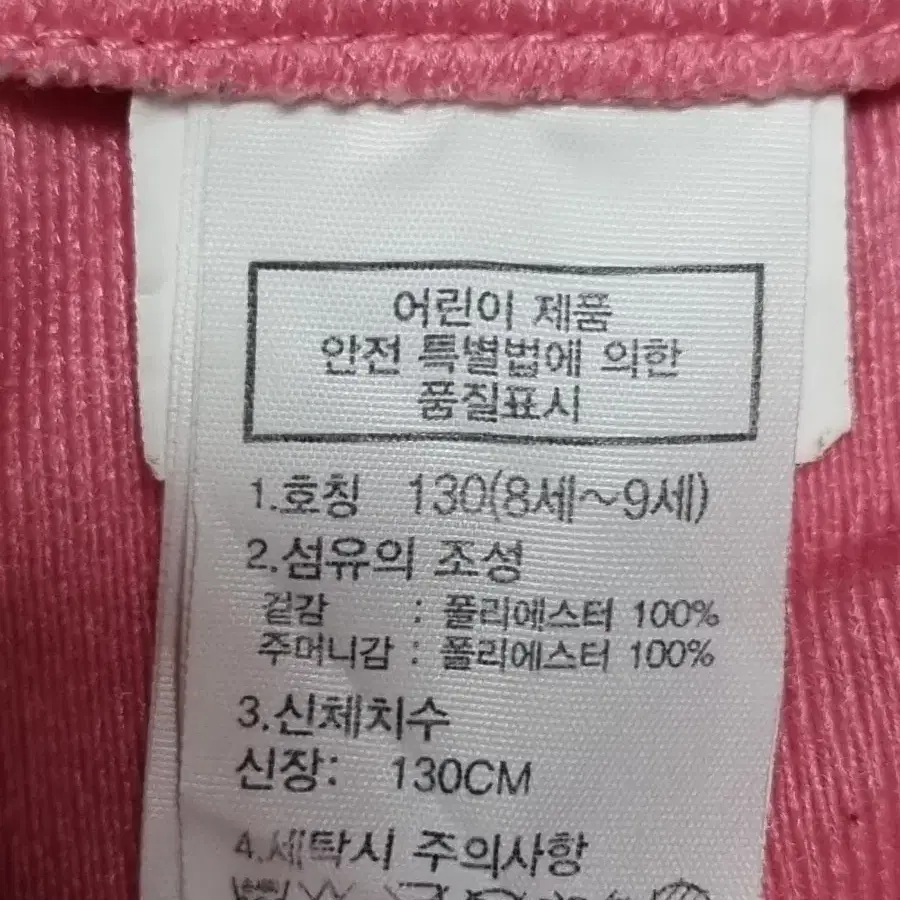 어린이 제품
안전 특별법에 의한
품질표시
1.호칭 130(8세~9세)
2.섬유의 조성
겉감 : 폴리에스터 100%
주머니감 : 폴리에스터 100%
3.신체치수
신장: 130CM
4.세탁시 주의사항